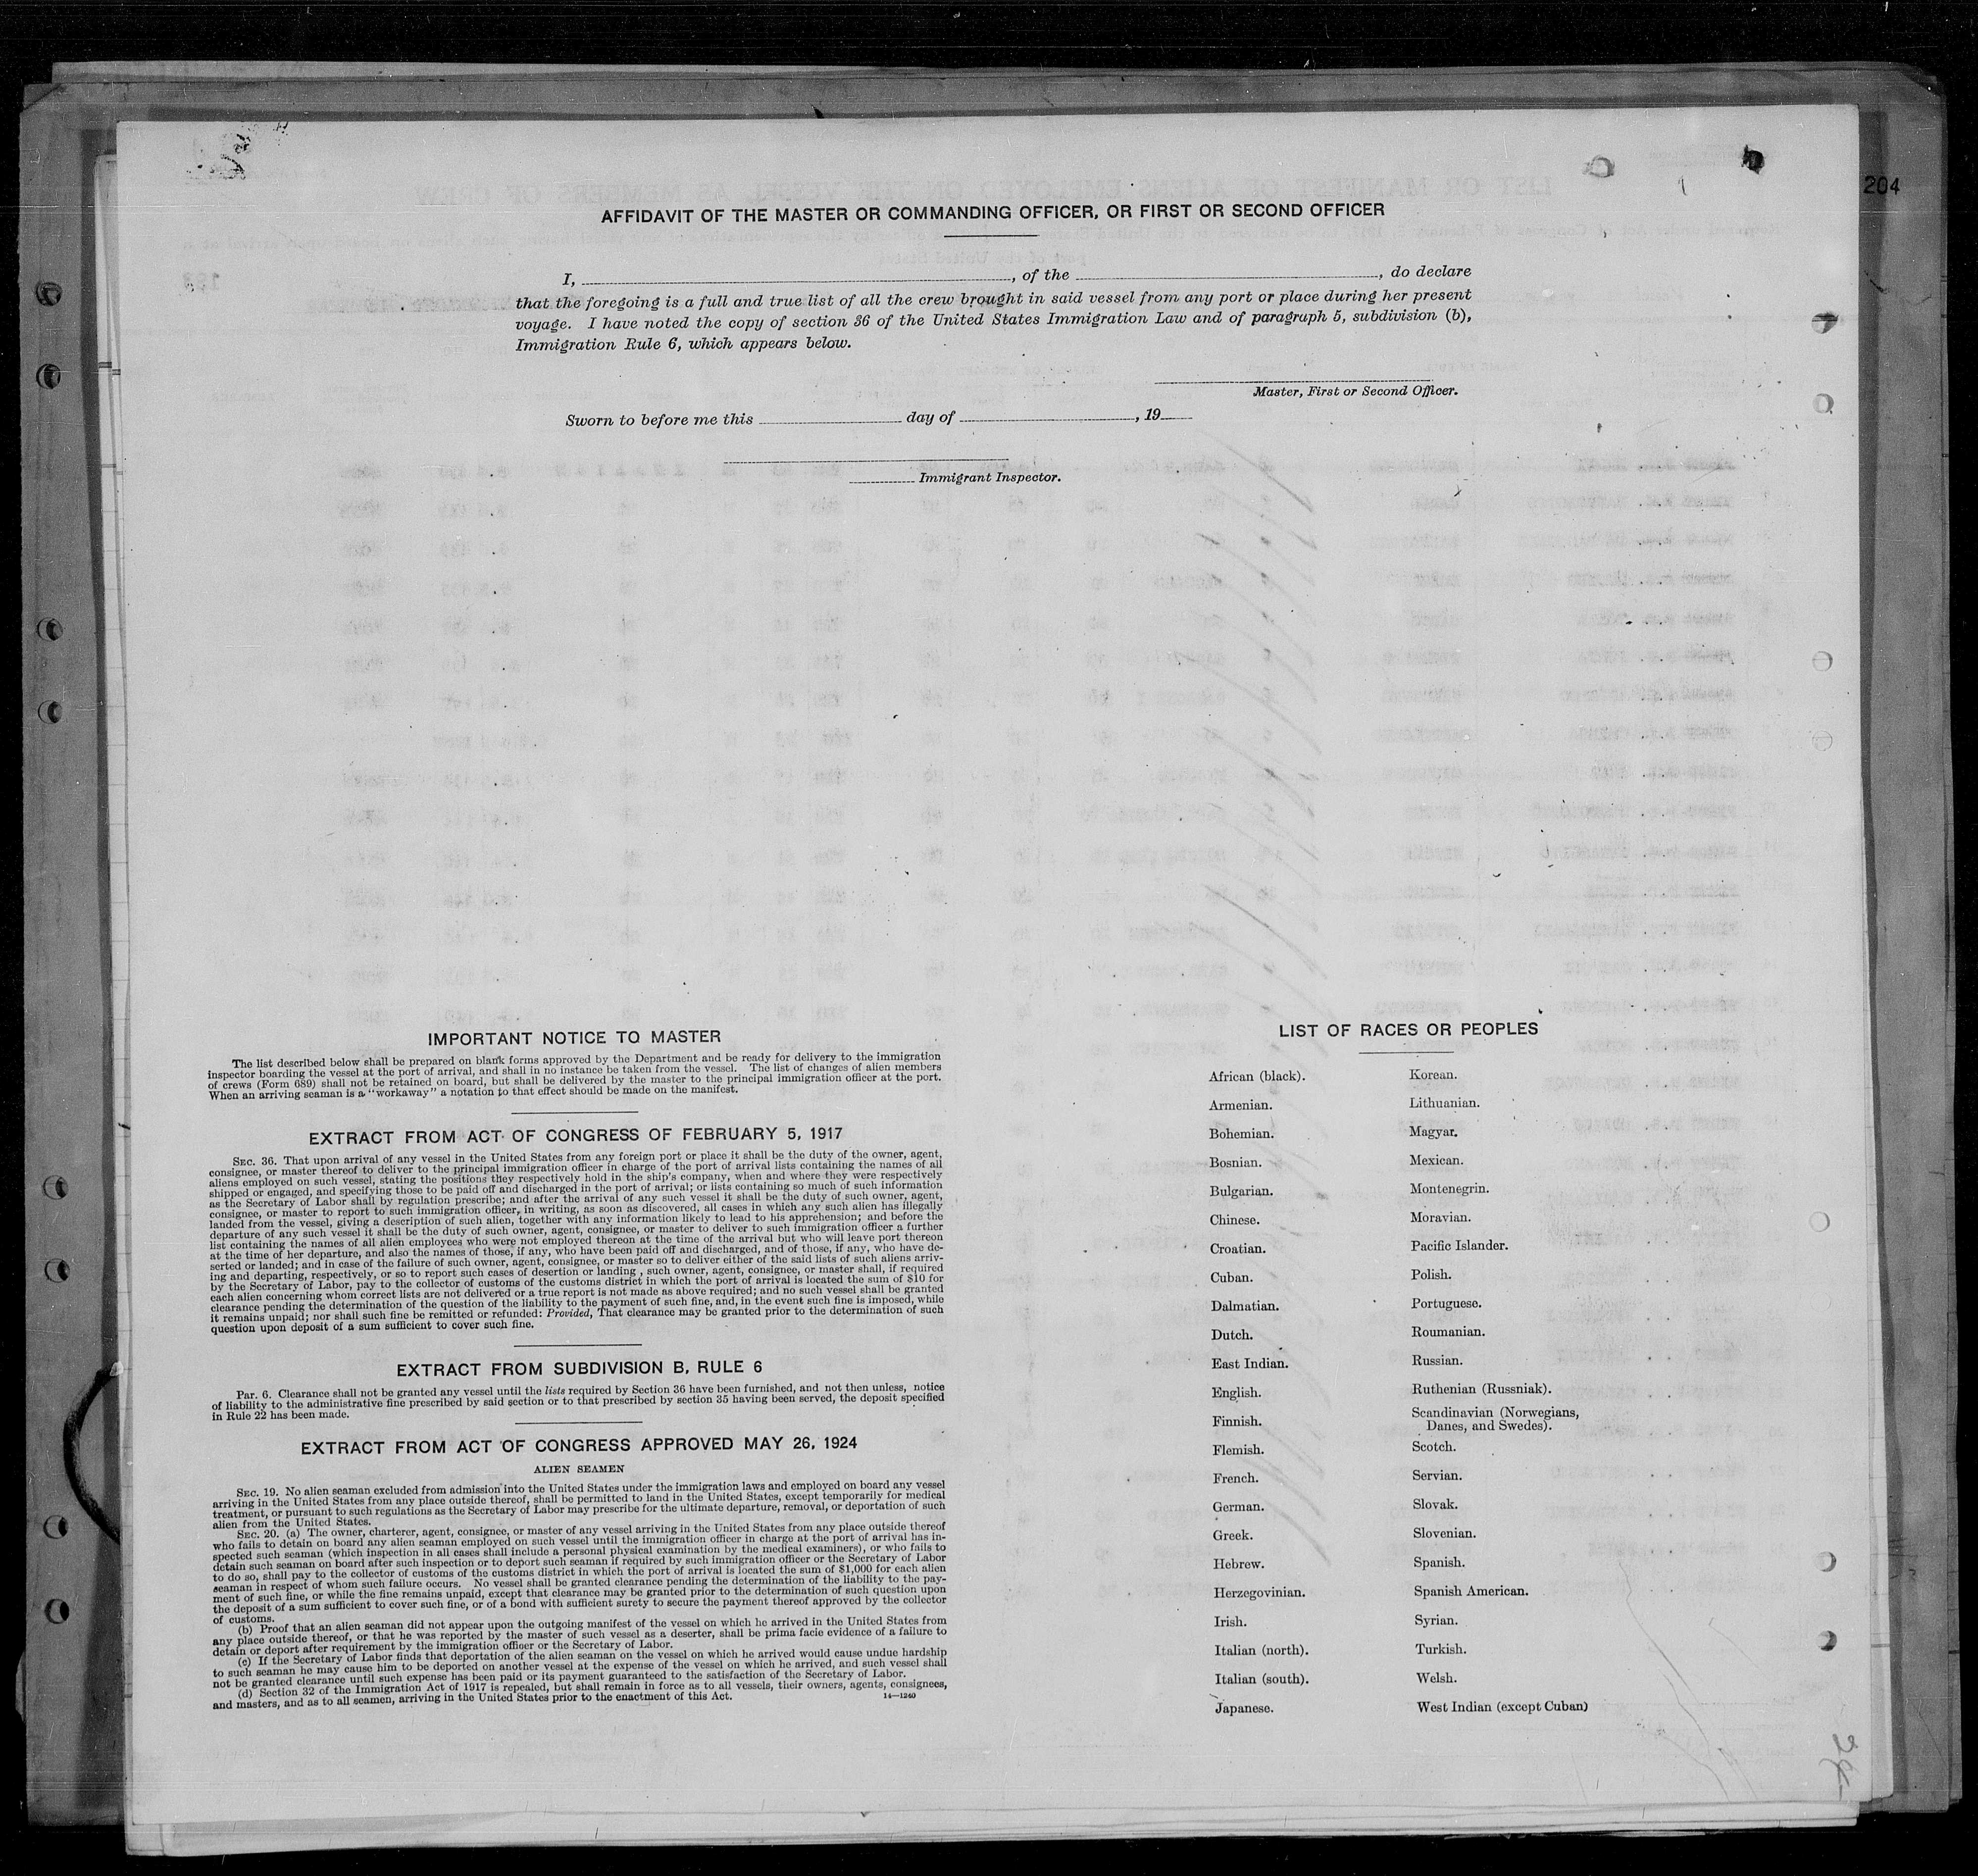 204
AFFIDAVIT OF THE MASTER OR COMMANDING OFFICER, OR FIRST OR SECOND OFFICER
I, , of the , do declare
that the foregoing is a full and true list of all the crew brought in said vessel from any port or place during her present
voyage. I have noted the copy of section 36 of the United States Immigration Law and of paragraph 5, subdivision (b),
Immigration Rule 6, which appears below.
Master, First or Second Officer.
Sworn to before me this day of , 19
Immigrant Inspector.
IMPORTANT NOTICE TO MASTER
The list described below shall be prepared on blank forms approved by the Department and be ready for delivery to the immigration
inspector boarding the vessel at the port of arrival, and shall in no instance be taken from the vessel. The list of changes of alien members
of crews (Form 689) shall not be retained on board, but shall be delivered by the master to the principal immigration officer at the port.
When an arriving seaman is a "workaway" a notation to that effect should be made on the manifest.
EXTRACT FROM ACT OF CONGRESS OF FEBRUARY 5, 1917
SEC. 36. That upon arrival of any vessel in the United States from any foreign port or place it shall be the duty of the owner, agent,
consignee, or master thereof to deliver to the principal immigration officer in charge of the port of arrival lists containing the names of all
aliens employed on such vessel, stating the positions they respectively hold in the ship's company, when and where they were respectively
shipped or engaged, and specifying those to be paid off and discharged in the port of arrival; or lists containing so much of such information
as the Secretary of Labor shall by regulation prescribe; and after the arrival of any such vessel it shall be the duty of such owner, agent,
consignee, or master to report to such immigration officer, in writing, as soon as discovered, all cases in which any such alien has illegally
landed from the vessel, giving a description of such alien, together with any information likely to lead to his apprehension; and before the
departure of any such vessel it shall be the duty of such owner, agent, consignee, or master to deliver to such immigration officer a further
list containing the names of all alien employees who were not employed thereon at the time of the arrival but who will leave port thereon
at the time of her departure, and also the names of those, if any, who have been paid off and discharged, and of those, if any, who have de-
serted or landed; and in case of the failure of such owner, agent, consignee, or master so to deliver either of the said lists of such aliens arriv-
ing and departing, respectively, or so to report such cases of desertion or landing , such owner, agent, consignee, or master shall, if required
by the Secretary of Labor, pay to the collector of customs of the customs district in which the port of arrival is located the sum of $10 for
each alien concerning whom correct lists are not delivered or a true report is not made as above required; and no such vessel shall be granted
clearance pending the determination of the question of the liability to the payment of such fine, and, in the event such fine is imposed, while
it remains unpaid; nor shall such fine be remitted or refunded: Provided, That clearance may be granted prior to the determination of such
question upon deposit of a sum sufficient to cover such fine.
EXTRACT FROM SUBDIVISION B, RULE 6
Par. 6. Clearance shall not be granted any vessel until the lists required by Section 36 have been furnished, and not then unless, notice
of liability to the administrative fine prescribed by said section or to that prescribed by section 35 having been served, the deposit specified
in Rule 22 has been made.
EXTRACT FROM ACT OF CONGRESS APPROVED MAY 26, 1924
ALIEN SEAMEN
SEC. 19. No alien seaman excluded from admission into the United States under the immigration laws and employed on board any vessel
arriving in the United States from any place outside thereof, shall be permitted to land in the United States, except temporarily for medical
treatment, or pursuant to such regulations as the Secretary of Labor may prescribe for the ultimate departure, removal, or deportation of such
alien from the United States.
SEC. 20. (a) The owner, charterer, agent, consignee, or master of any vessel arriving in the United States from any place outside thereof
who fails to detain on board any alien seaman employed on such vessel until the immigration officer in charge at the port of arrival has in-
spected such seaman (which inspection in all cases shall include a personal physical examination by the medical examiners), or who fails to
detain such seaman on board after such inspection or to deport such seaman if required by such immigration officer or the Secretary of Labor
to do so, shall pay to the collector of customs of the customs district in which the port of arrival is located the sum of $1,000 for each alien
seaman in respect of whom such failure occurs. No vessel shall be granted clearance pending the determination of the liability to the pay-
ment of such fine, or while the fine remains unpaid, except that clearance may be granted prior to the determination of such question upon
the deposit of a sum sufficient to cover such fine, or of a bond with sufficient surety to secure the payment thereof approved by the collector
of customs.
(b) Proof that an alien seaman did not appear upon the outgoing manifest of the vessel on which he arrived in the United States from
any place outside thereof, or that he was reported by the master of such vessel as a deserter, shall be prima facie evidence of a failure to
detain or deport after requirement by the immigration officer or the Secretary of Labor.
(c) If the Secretary of Labor finds that deportation of the alien seaman on the vessel on which he arrived would cause undue hardship
to such seaman he may cause him to be deported on another vessel at the expense of the vessel on which he arrived, and such vessel shall
not be granted clearance until such expense has been paid or its payment guaranteed to the satisfaction of the Secretary of Labor.
(d) Section 32 of the Immigration Act of 1917 is repealed, but shall remain in force as to all vessels, their owners, agents, consignees,
and masters, and as to all seamen, arriving in the United States prior to the enactment of this Act. 14—1240
LIST OF RACES OR PEOPLES
African (black).
Armenian.
Bohemian.
Bosnian.
Bulgarian.
Chinese.
Croatian.
Cuban.
Dalmatian.
Dutch.
East Indian.
English.
Finnish.
Flemish.
French.
German.
Greek.
Hebrew.
Herzegovinian.
Irish.
Italian (north).
Italian (south).
Japanese.
Korean.
Lithuanian.
Magyar.
Mexican.
Montenegrin.
Moravian.
Pacific Islander.
Polish.
Portuguese.
Roumanian.
Russian.
Ruthenian (Russniak).
Scandinavian (Norwegians,
Danes, and Swedes).
Scotch.
Servian.
Slovak.
Slovenian.
Spanish.
Spanish American.
Syrian.
Turkish.
Welsh.
West Indian (except Cuban)